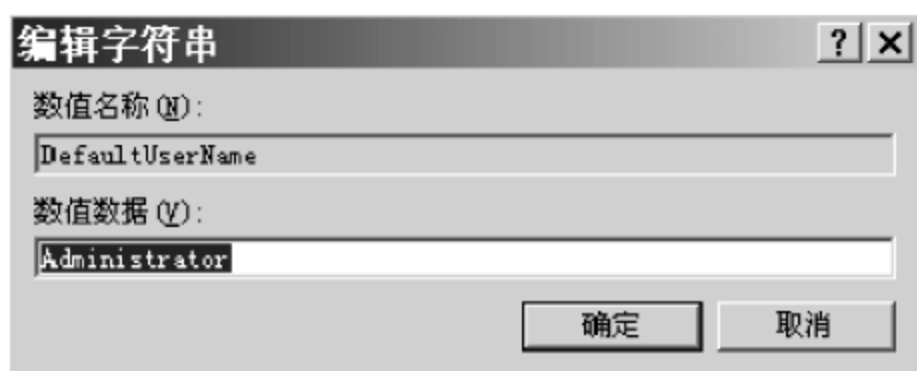 编辑字符串
数值名称(N):
DefaultUserName
数值数据(V):
Administrator
确定 取消